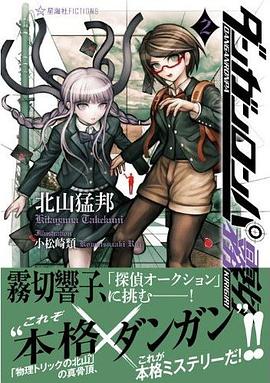 星海社FICTIONS
ダンガンロンパ
DANGANRONPA
霧切
KIRIGIRI
2
北山猛邦
Kitayama Takekuni
Illustration
小松崎類 Komatsuzaki Rui
霧切響子、「探偵オークション」
に挑む――!
これぞ
“本格×ダンガン”
「物理トリックの北山」
の真骨頂、
これが
本格ミステリーだ!!